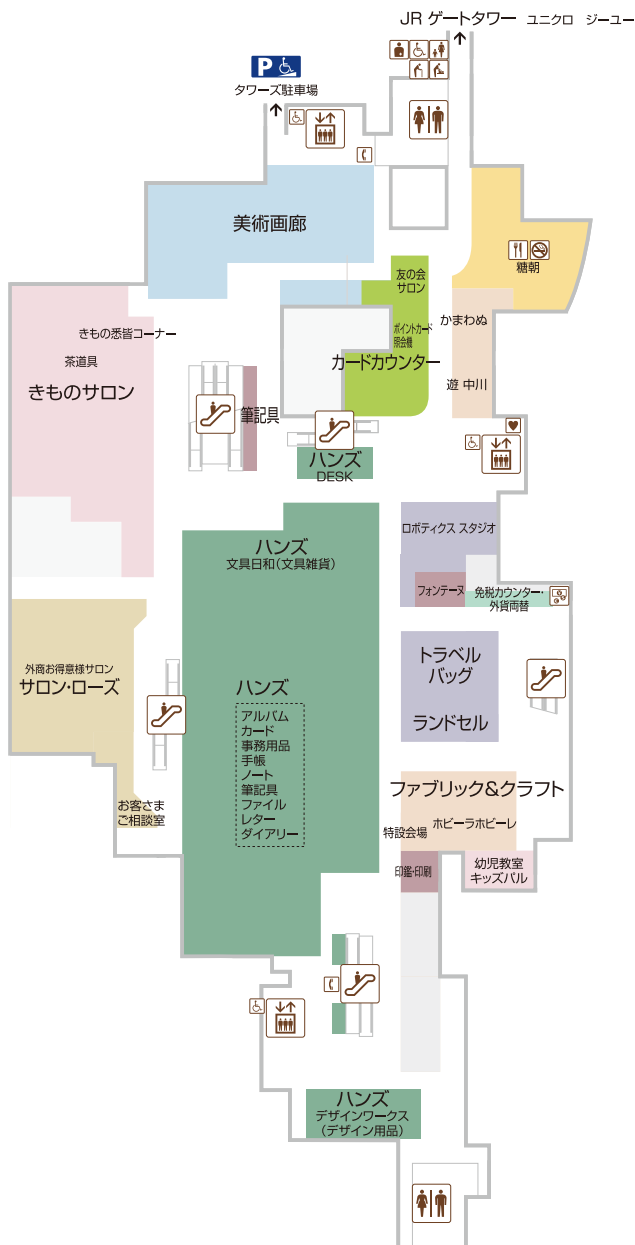 JR ゲートタワー ユニクロ ジーユー
P
タワーズ駐車場
美術画廊
友の会
サロン
糖朝
ポイントカード
照会機
カードカウンター
かまわぬ
遊 中川
きもの悉皆コーナー
茶道具
きものサロン
筆記具
ハンズ
DESK
ハンズ
文具日和(文具雑貨)
ロボティクス スタジオ
フォンテーヌ
免税カウンター・
外貨両替
外商お得意様サロン
サロン・ローズ
トラベル
バッグ
ランドセル
ハンズ
アルバム
カード
事務用品
手帳
ノート
筆記具
ファイル
レター
ダイアリー
お客さま
ご相談室
ファブリック&クラフト
ホビーラホビーレ
特設会場
印鑑・印刷
幼児教室
キッズパル
ハンズ
デザインワークス
(デザイン用品)